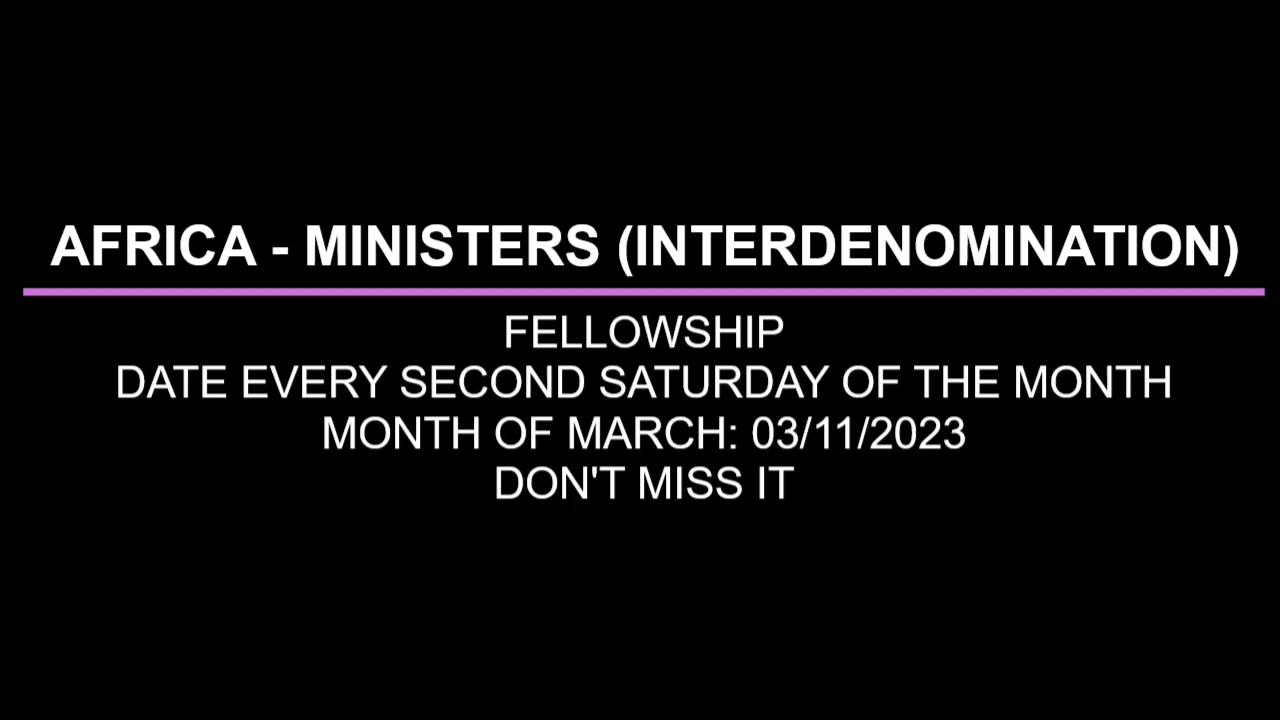 AFRICA - MINISTERS (INTERDENOMINATION)
FELLOWSHIP
DATE EVERY SECOND SATURDAY OF THE MONTH
MONTH OF MARCH: 03/11/2023
DON'T MISS IT